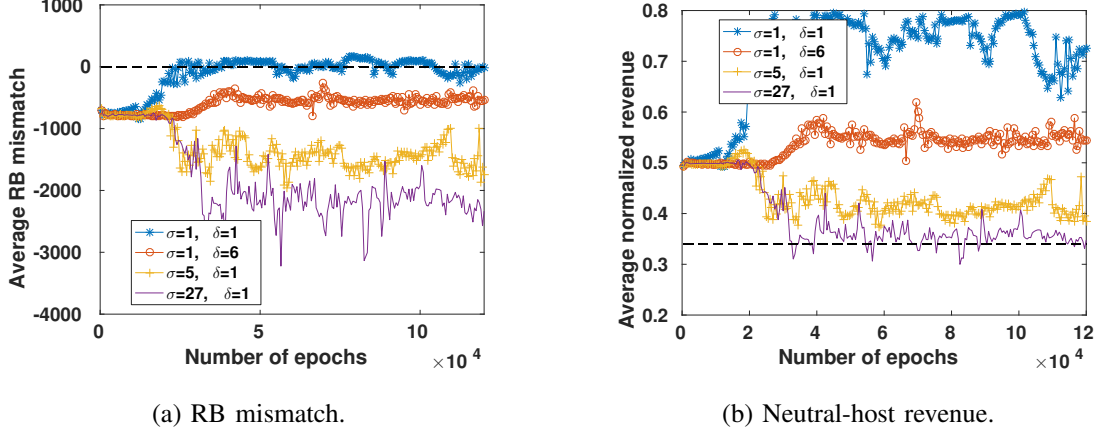 1000
0
-1000
-2000
-3000
-4000
Average RB mismatch
σ=1, δ=1
σ=1, δ=6
σ=5, δ=1
σ=27, δ=1
0 5 10
Number of epochs
×10 4
(a) RB mismatch.
0.8
0.7
0.6
0.5
0.4
0.3
0.2
Average normalized revenue
σ=1, δ=1
σ=1, δ=6
σ=5, δ=1
σ=27, δ=1
0 2 4 6 8 10 12
Number of epochs
×10 4
(b) Neutral-host revenue.